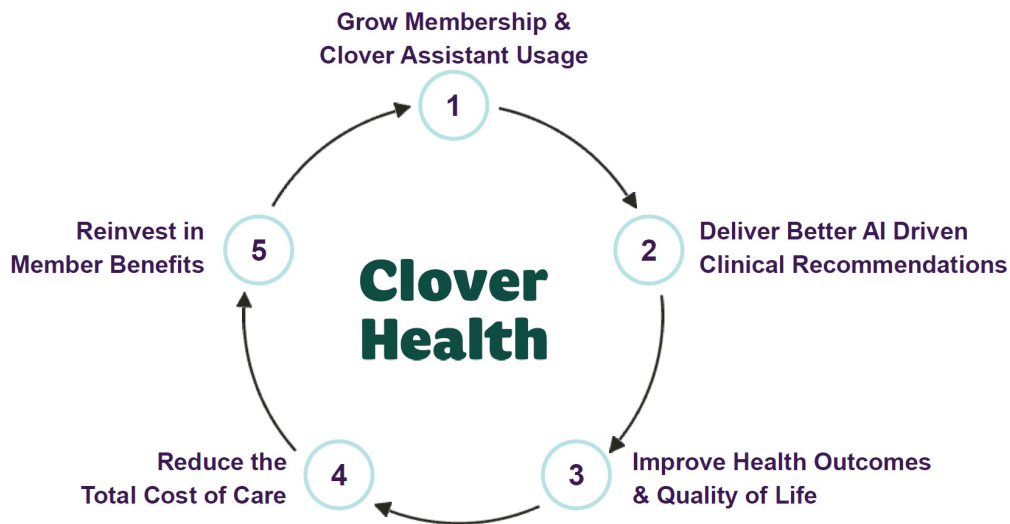 Grow Membership &
Clover Assistant Usage
1
2
Deliver Better AI Driven
Clinical Recommendations
3
Improve Health Outcomes
& Quality of Life
4
Reduce the
Total Cost of Care
5
Reinvest in
Member Benefits
Clover
Health